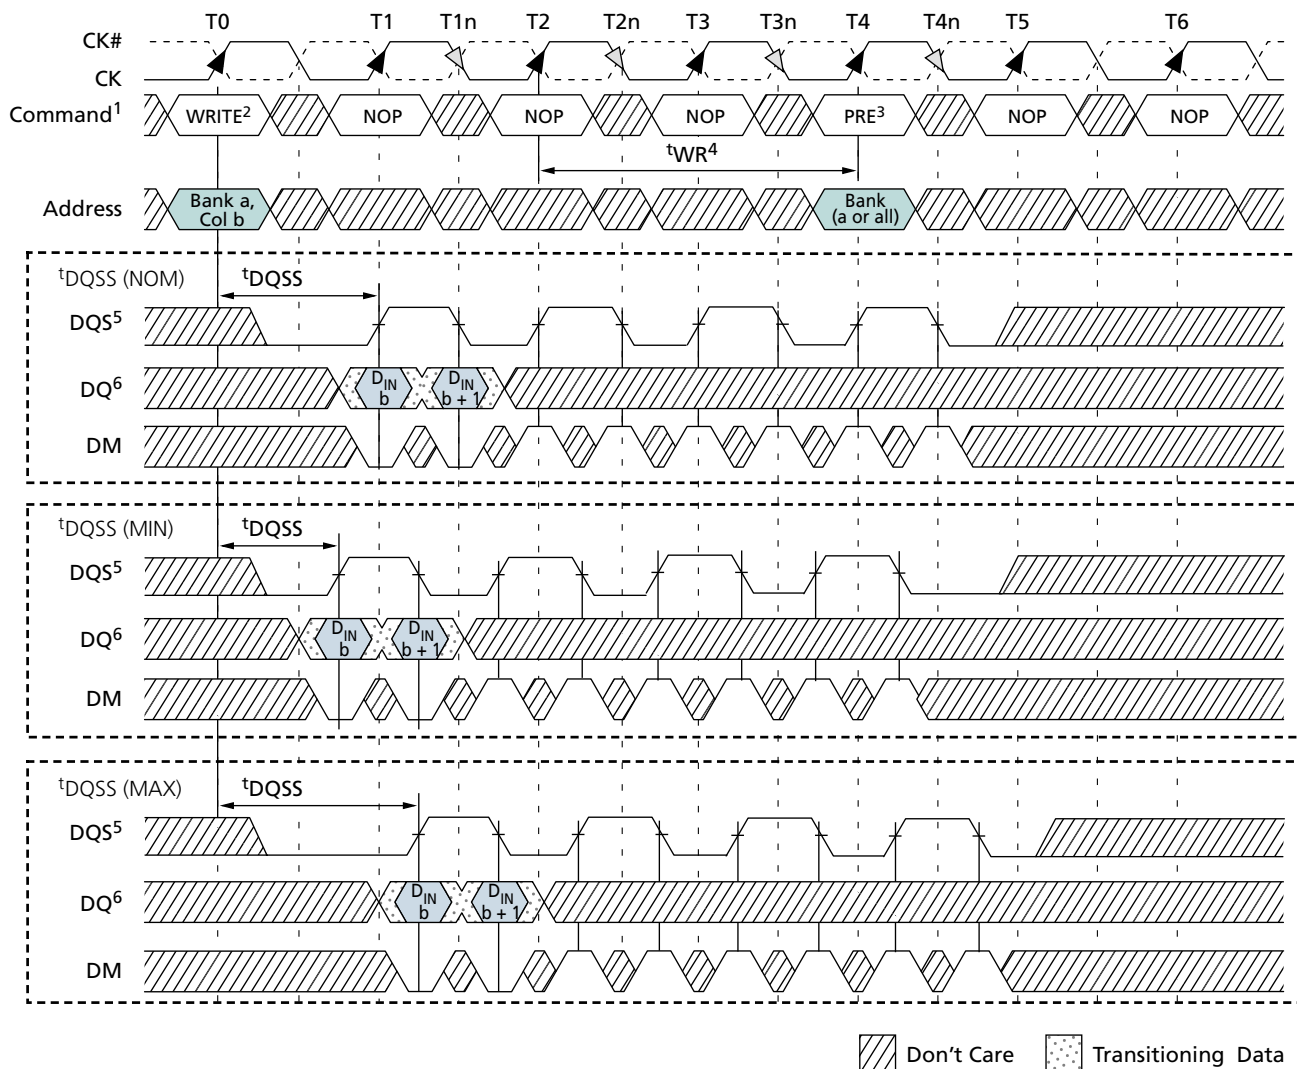 T0 T1 T1n T2 T2n T3 T3n T4 T4n T5 T6
CK#
CK
Command1 WRITE2 NOP NOP NOP PRE3 NOP NOP
tWR4
Address Bank a, Col b Bank (a or all)
tDQSS (NOM) tDQSS
DQS5
DQ6 DIN b DIN b + 1
DM
tDQSS (MIN) tDQSS
DQS5
DQ6 DIN b DIN b + 1
DM
tDQSS (MAX) tDQSS
DQS5
DQ6 DIN b DIN b + 1
DM
Don't Care Transitioning Data